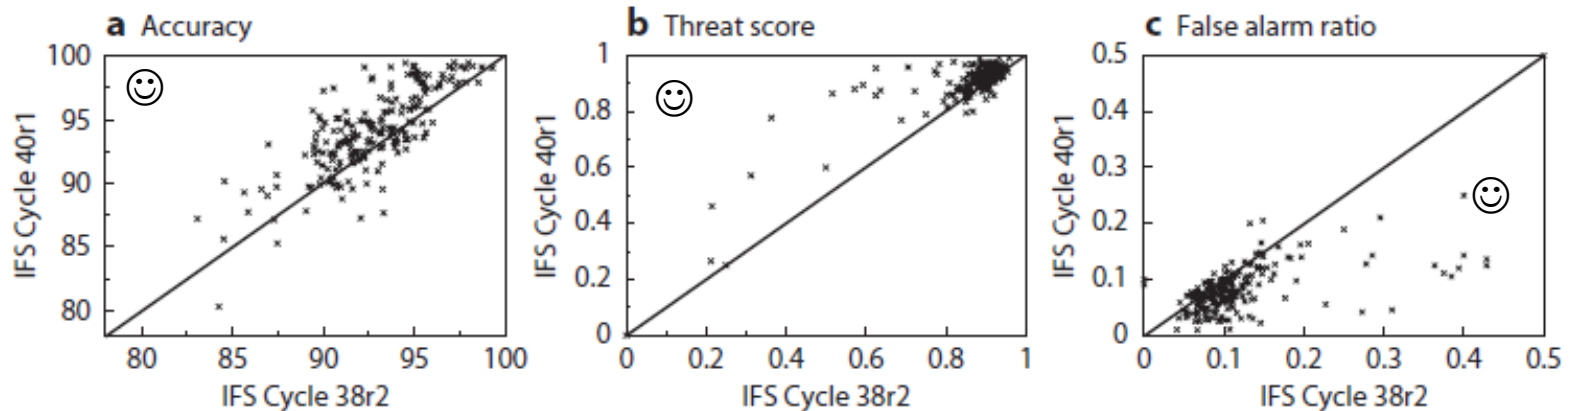 a Accuracy
100
95
90
85
80
IFS Cycle 40r1
80 85 90 95 100
IFS Cycle 38r2
b Threat score
1
0.8
0.6
0.4
0.2
0
IFS Cycle 40r1
0 0.2 0.4 0.6 0.8 1
IFS Cycle 38r2
c False alarm ratio
0.5
0.4
0.3
0.2
0.1
0
IFS Cycle 40r1
0 0.1 0.2 0.3 0.4 0.5
IFS Cycle 38r2